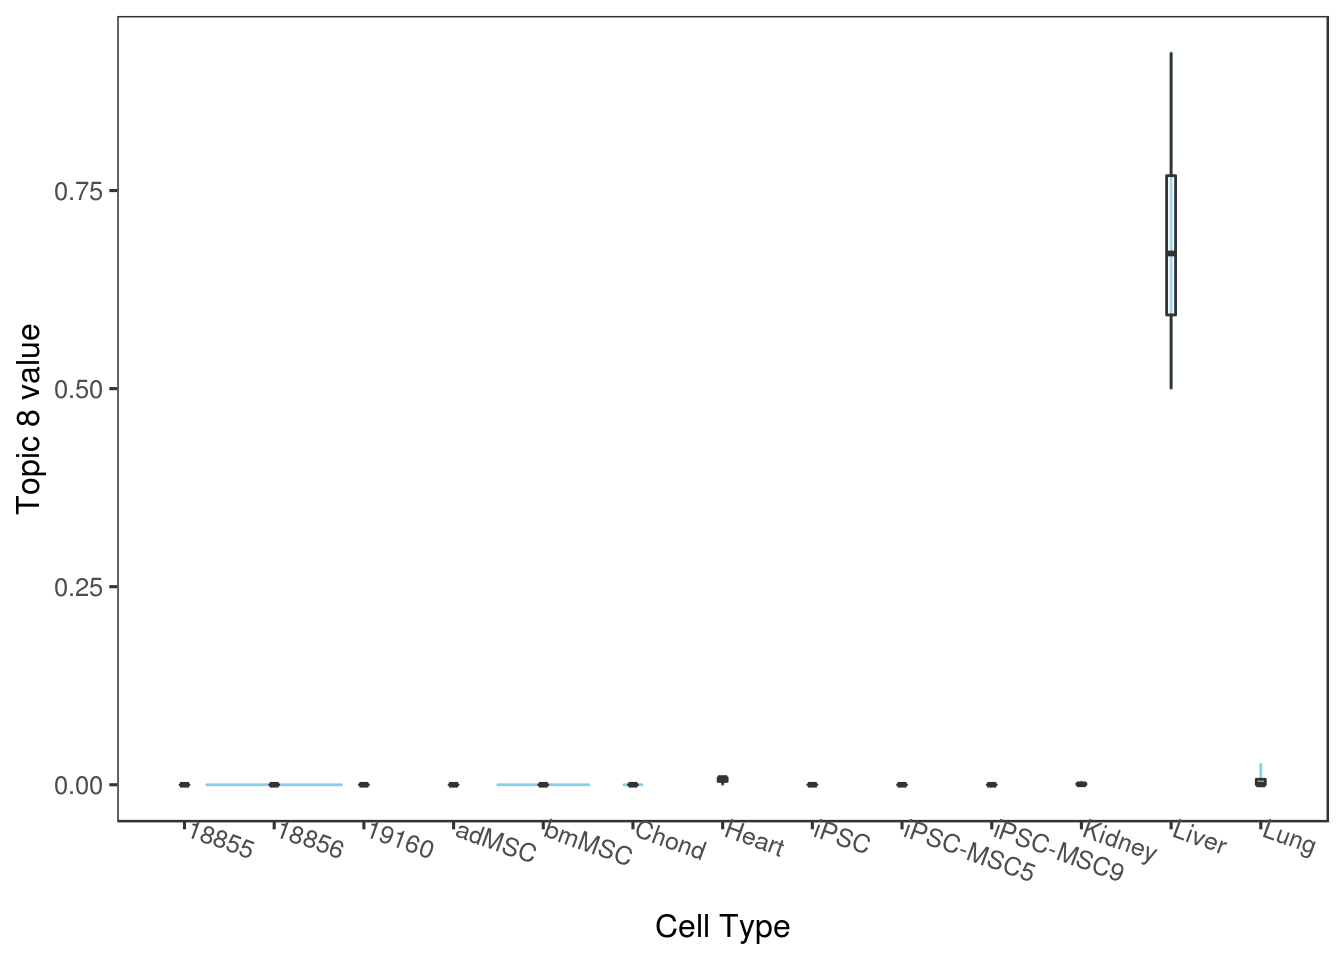 Topic 8 value
0.75
0.50
0.25
0.00
18855
18856
19160
adMSC
bmMSC
Chond
Heart
iPSC
iPSC-MSC5
iPSC-MSC9
Kidney
Liver
Lung
Cell Type